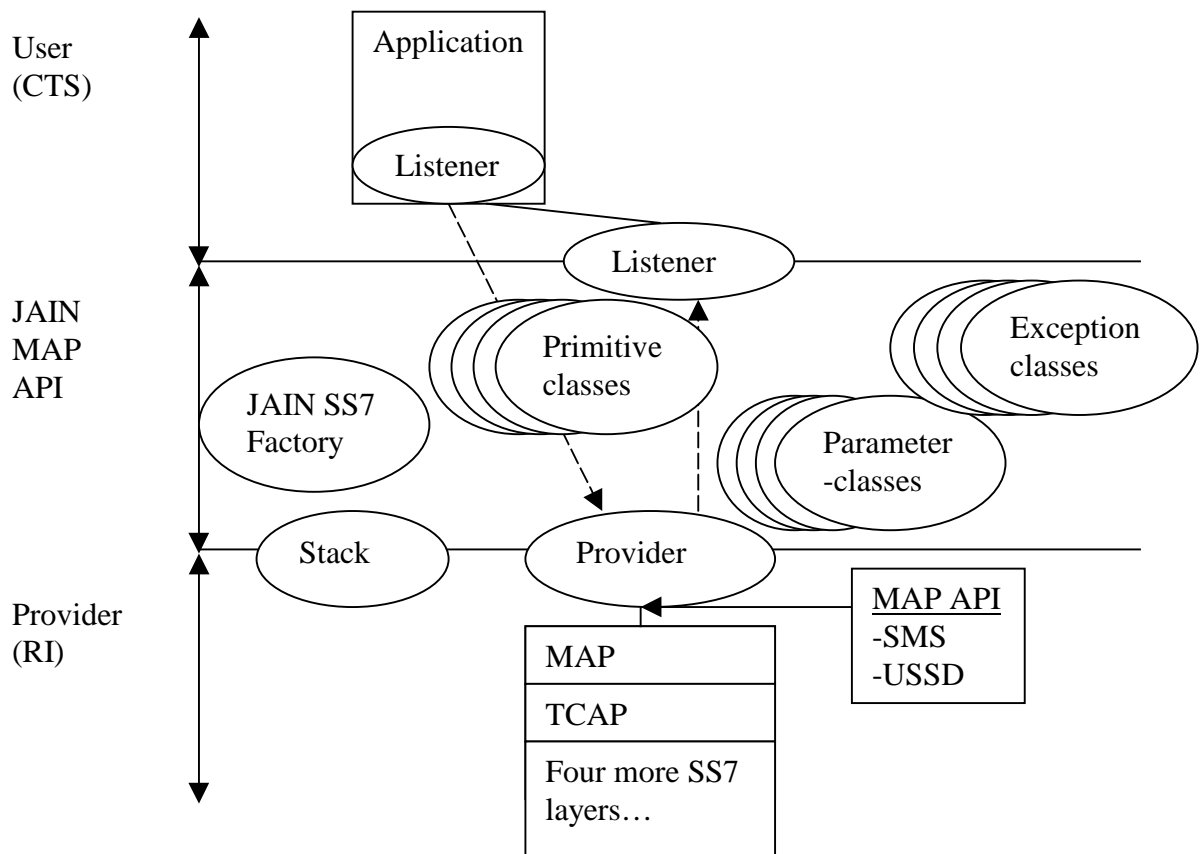 User
(CTS)
Application
Listener
Listener
JAIN
MAP
API
Primitive
classes
Exception
classes
JAIN SS7
Factory
Parameter
-classes
Stack
Provider
Provider
(RI)
MAP API
-SMS
-USSD
MAP
TCAP
Four more SS7
layers…